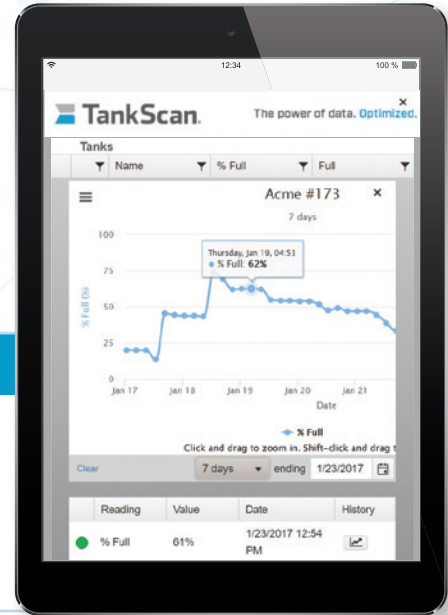 12:34
100 %
TankScan. The power of data. Optimized.
×
Tanks
Name % Full Full
Acme #173 ×
7 days
100
75
50
25
0
% Full (%)
Thursday, Jan 19, 04:53
% Full: 62%
Jan 17 Jan 18 Jan 19 Jan 20 Jan 21
Date
% Full
Click and drag to zoom in. Shift-click and drag t
Clear 7 days ending 1/23/2017
Reading Value Date History
% Full 61% 1/23/2017 12:54
PM